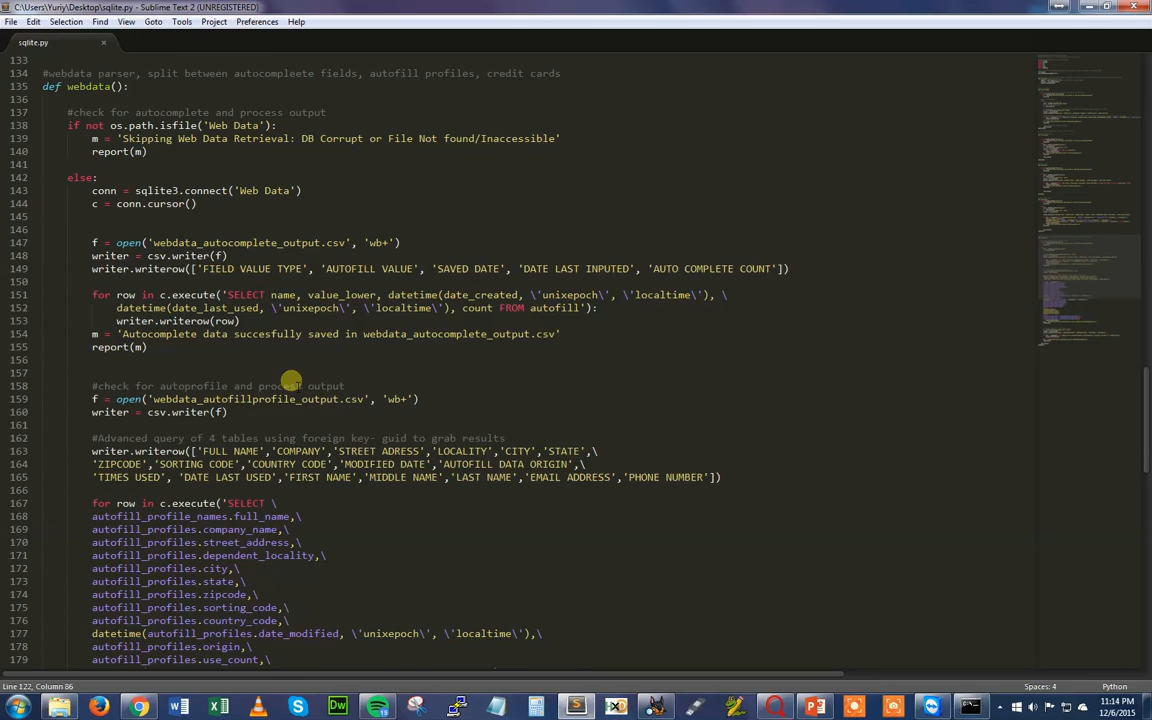 C:\Users\Yuriy\Desktop\sqlite.py - Sublime Text 2 (UNREGISTERED)
File Edit Selection Find View Goto Tools Project Preferences Help
sqlite.py
133
134 #webdata parser, split between autocompleete fields, autofill profiles, credit cards
135 def webdata():
136
137 #check for autocomplete and process output
138 if not os.path.isfile('Web Data'):
139 m = 'Skipping Web Data Retrieval: DB Corrupt or File Not found/Inaccessible'
140 report(m)
141
142 else:
143 conn = sqlite3.connect('Web Data')
144 c = conn.cursor()
145
146
147 f = open('webdata_autocomplete_output.csv', 'wb+')
148 writer = csv.writer(f)
149 writer.writerow(['FIELD VALUE TYPE', 'AUTOFILL VALUE', 'SAVED DATE', 'DATE LAST INPUTED', 'AUTO COMPLETE COUNT'])
150
151 for row in c.execute('SELECT name, value_lower, datetime(date_created, \'unixepoch\', \'localtime\'), \
152 datetime(date_last_used, \'unixepoch\', \'localtime\'), count FROM autofill'):
153 writer.writerow(row)
154 m = 'Autocomplete data succesfully saved in webdata_autocomplete_output.csv'
155 report(m)
156
157
158 #check for autoprofile and process output
159 f = open('webdata_autofillprofile_output.csv', 'wb+')
160 writer = csv.writer(f)
161
162 #Advanced query of 4 tables using foreign key- guid to grab results
163 writer.writerow(['FULL NAME','COMPANY','STREET ADRESS','LOCALITY','CITY','STATE',\
164 'ZIPCODE','SORTING CODE','COUNTRY CODE','MODIFIED DATE','AUTOFILL DATA ORIGIN',\
165 'TIMES USED', 'DATE LAST USED','FIRST NAME','MIDDLE NAME','LAST NAME','EMAIL ADDRESS','PHONE NUMBER'])
166
167 for row in c.execute('SELECT \
168 autofill_profile_names.full_name,\
169 autofill_profiles.company_name,\
170 autofill_profiles.street_address,\
171 autofill_profiles.dependent_locality,\
172 autofill_profiles.city,\
173 autofill_profiles.state,\
174 autofill_profiles.zipcode,\
175 autofill_profiles.sorting_code,\
176 autofill_profiles.country_code,\
177 datetime(autofill_profiles.date_modified, \'unixepoch\', \'localtime\'),\
178 autofill_profiles.origin,\
179 autofill_profiles.use_count,\
Line 122, Column 86 Spaces: 4 Python
11:14 PM
12/6/2015